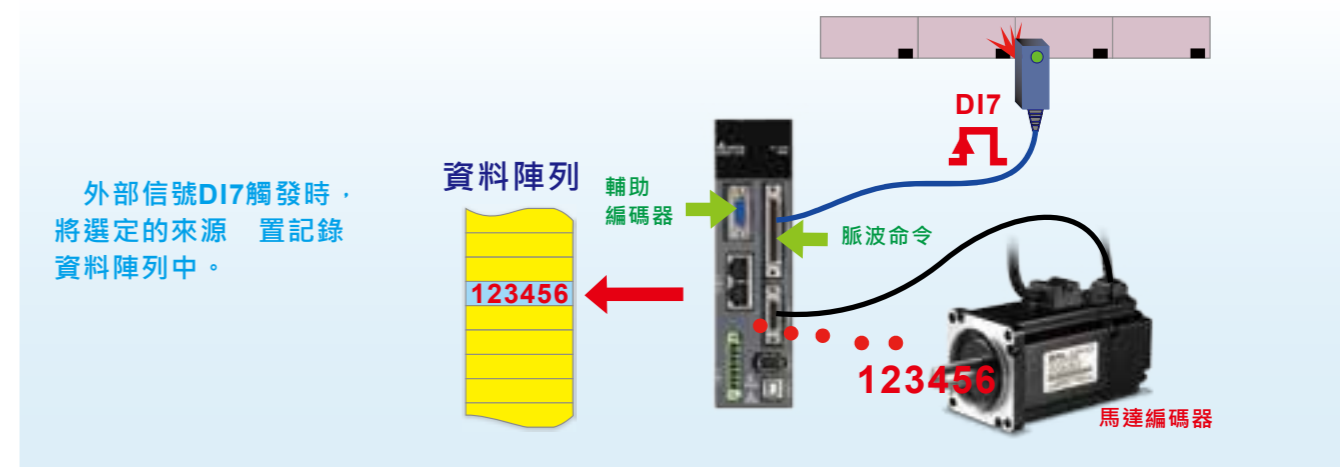 DI7
外部信號DI7觸發時，
將選定的來源　置記錄
資料陣列中。
資料陣列
輔助
編碼器
脈波命令
123456
123456
馬達編碼器